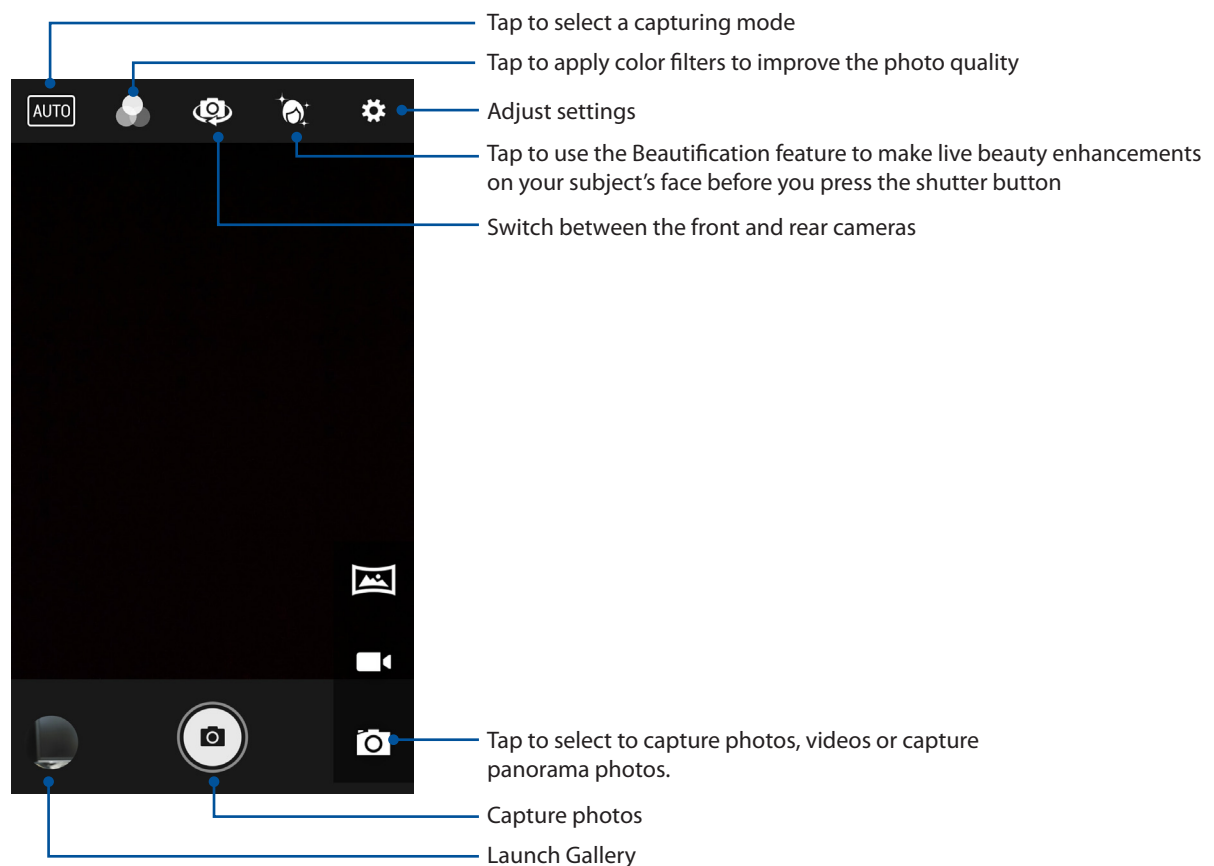 Tap to select a capturing mode
Tap to apply color filters to improve the photo quality
AUTO
Adjust settings
Tap to use the Beautification feature to make live beauty enhancements
on your subject’s face before you press the shutter button
Switch between the front and rear cameras
Tap to select to capture photos, videos or capture
panorama photos.
Capture photos
Launch Gallery